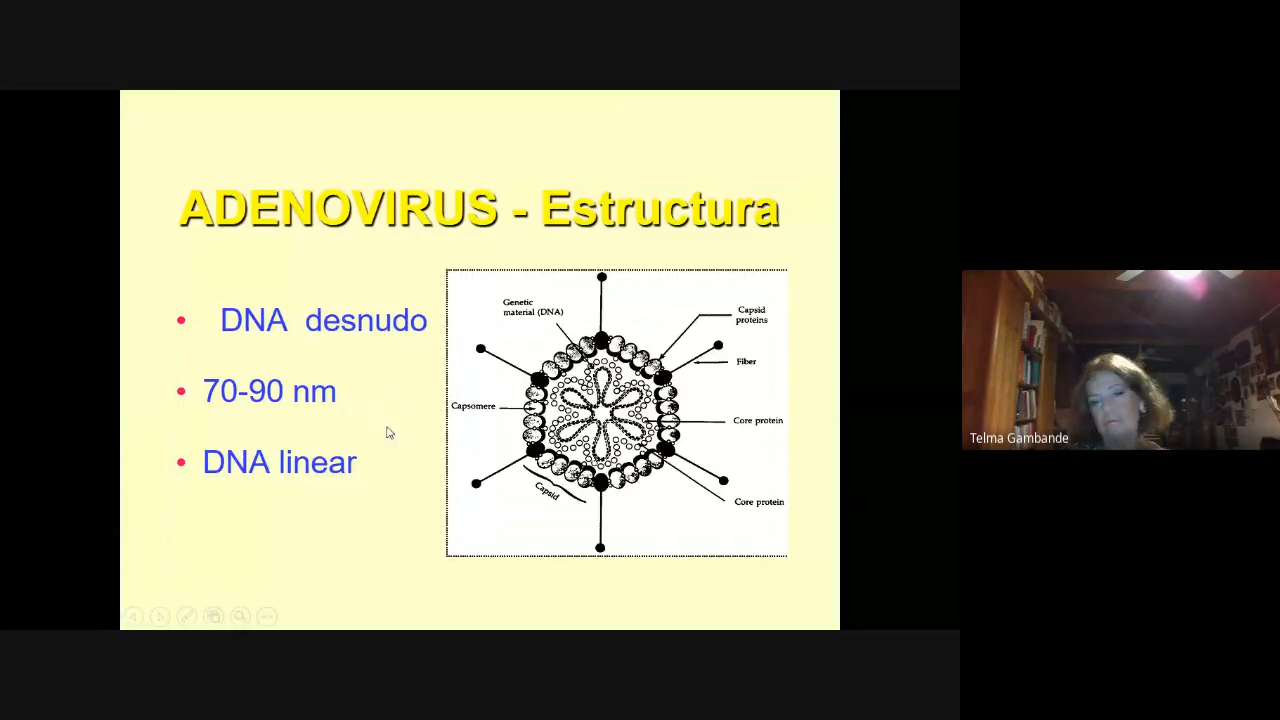 ADENOVIRUS - Estructura
• DNA desnudo
• 70-90 nm
• DNA linear
Genetic
material (DNA)
Capsid
proteins
Fiber
Capsomere
Core protein
Capsid
Core protein
Telma Gambande